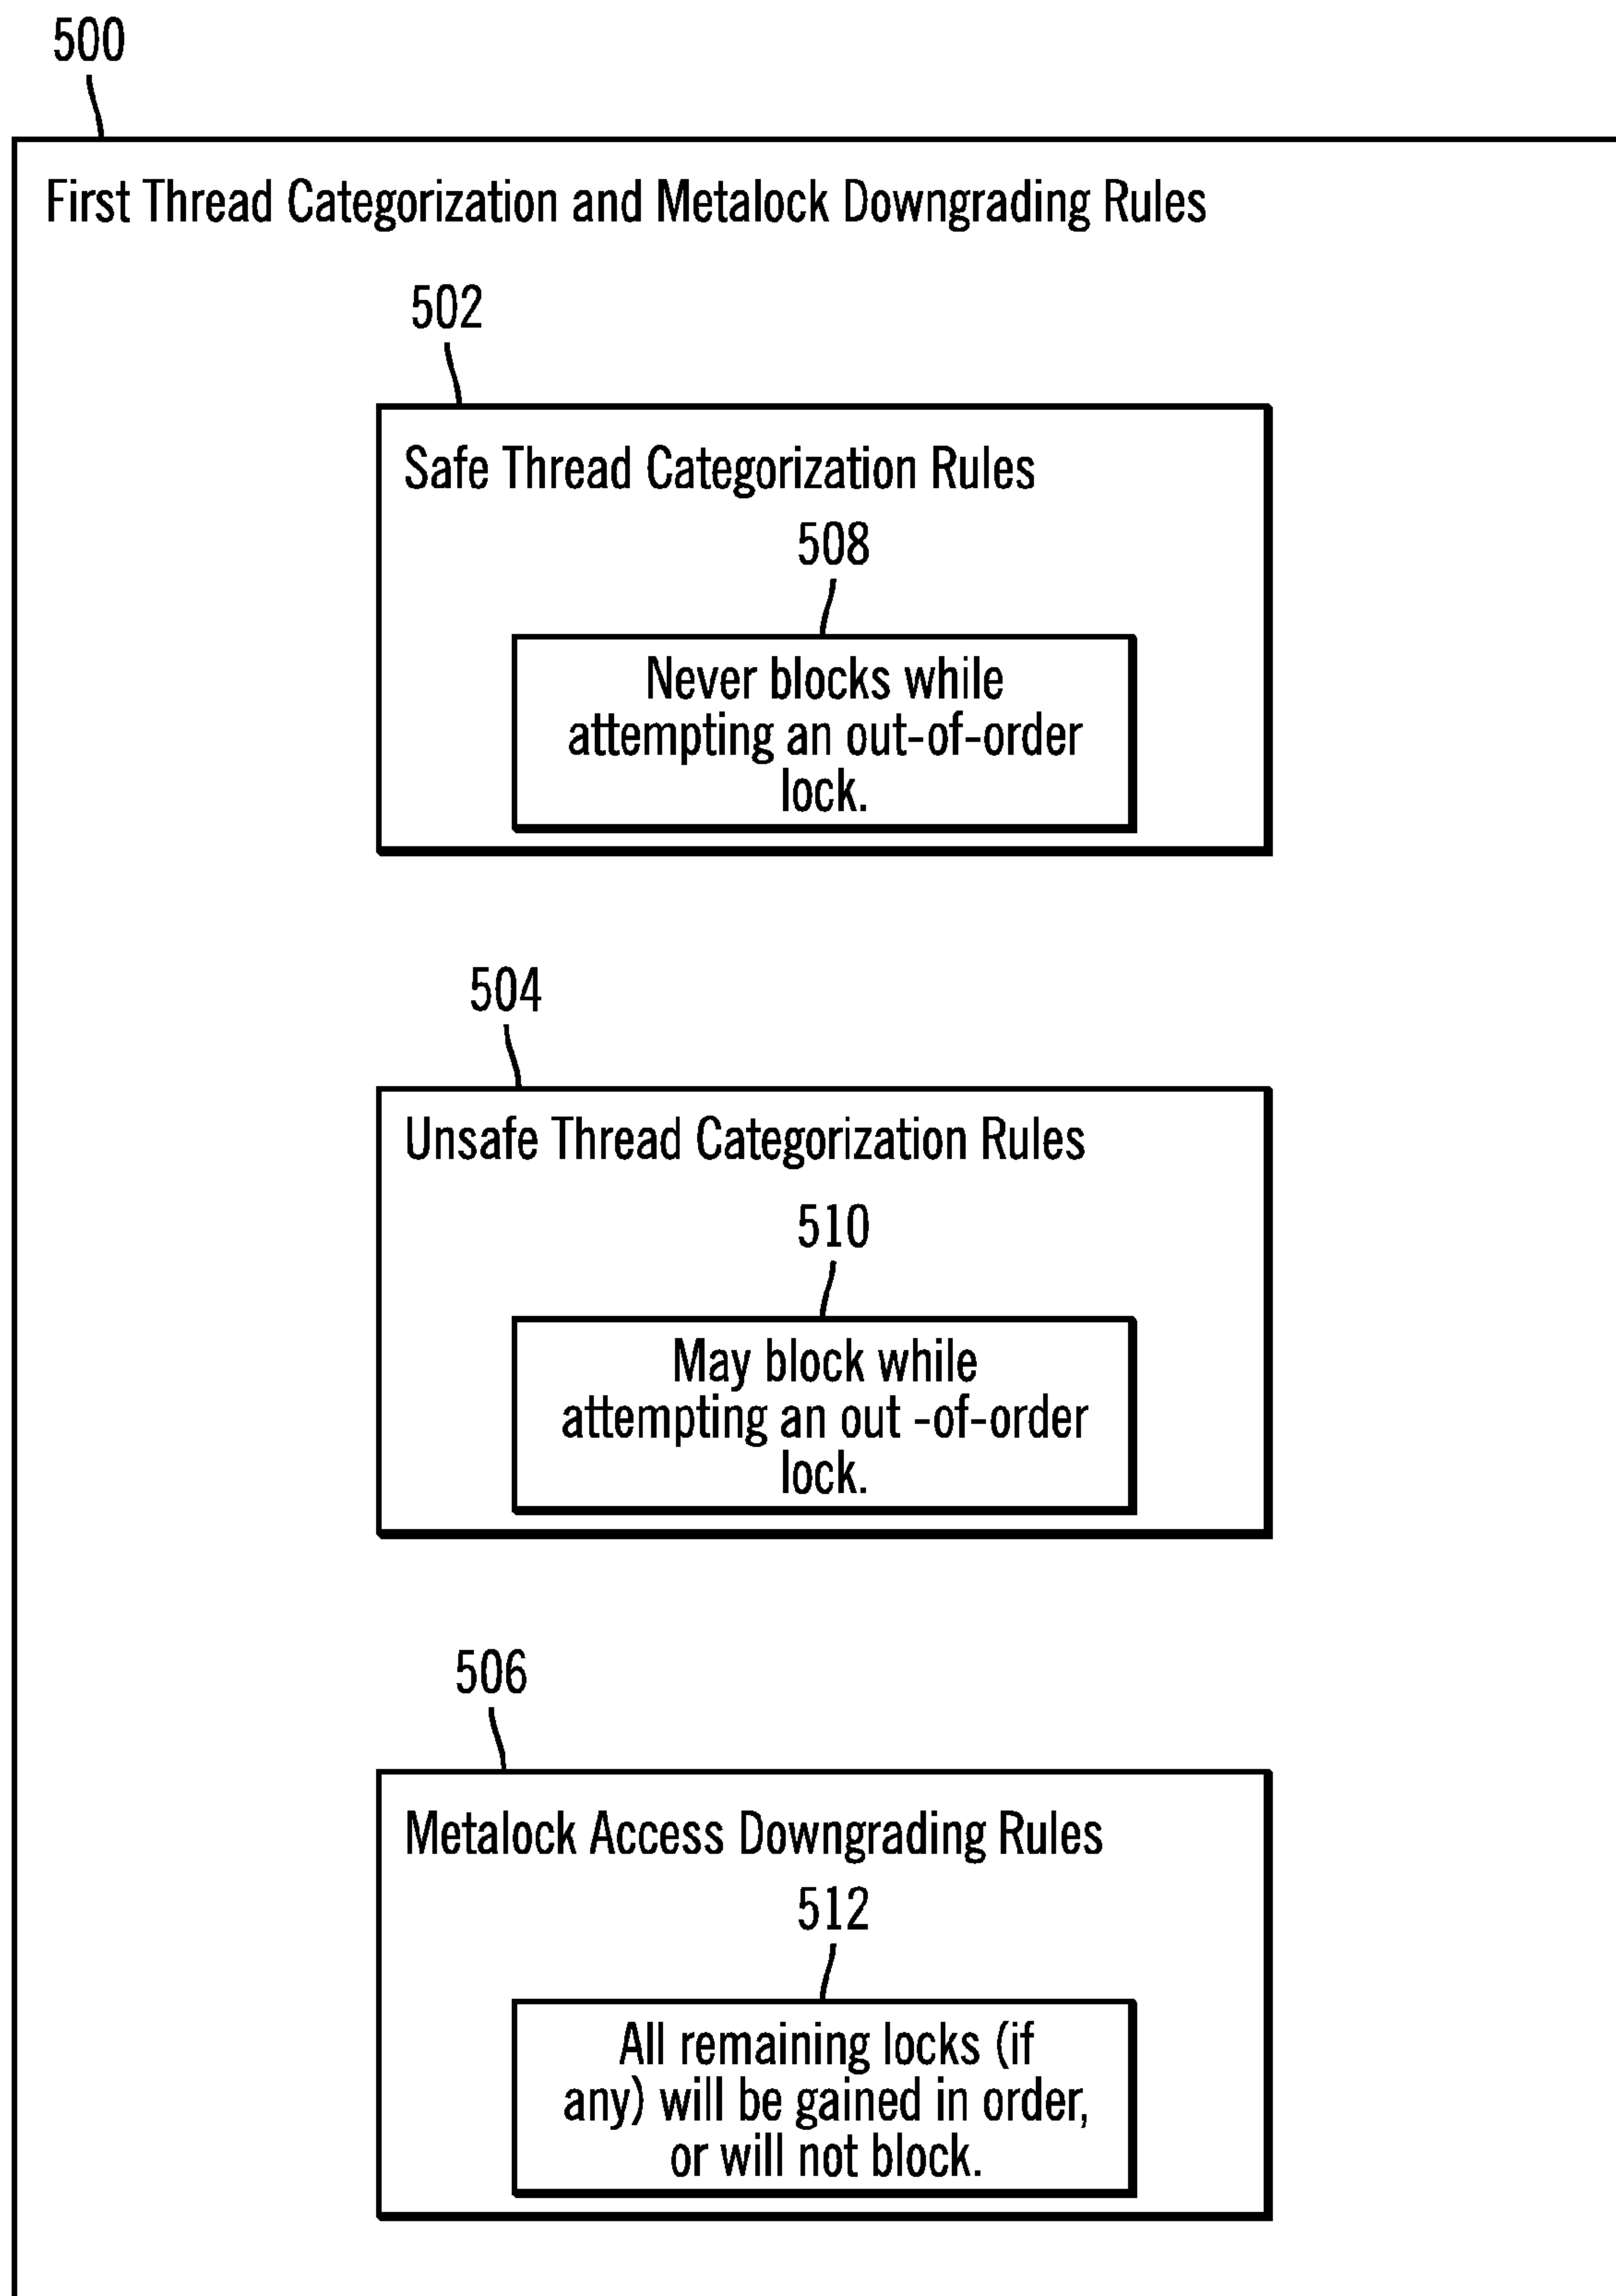 500
First Thread Categorization and Metalock Downgrading Rules
502
Safe Thread Categorization Rules
508
Never blocks while
attempting an out-of-order
lock.
504
Unsafe Thread Categorization Rules
510
May block while
attempting an out -of-order
lock.
506
Metalock Access Downgrading Rules
512
All remaining locks (if
any) will be gained in order,
or will not block.